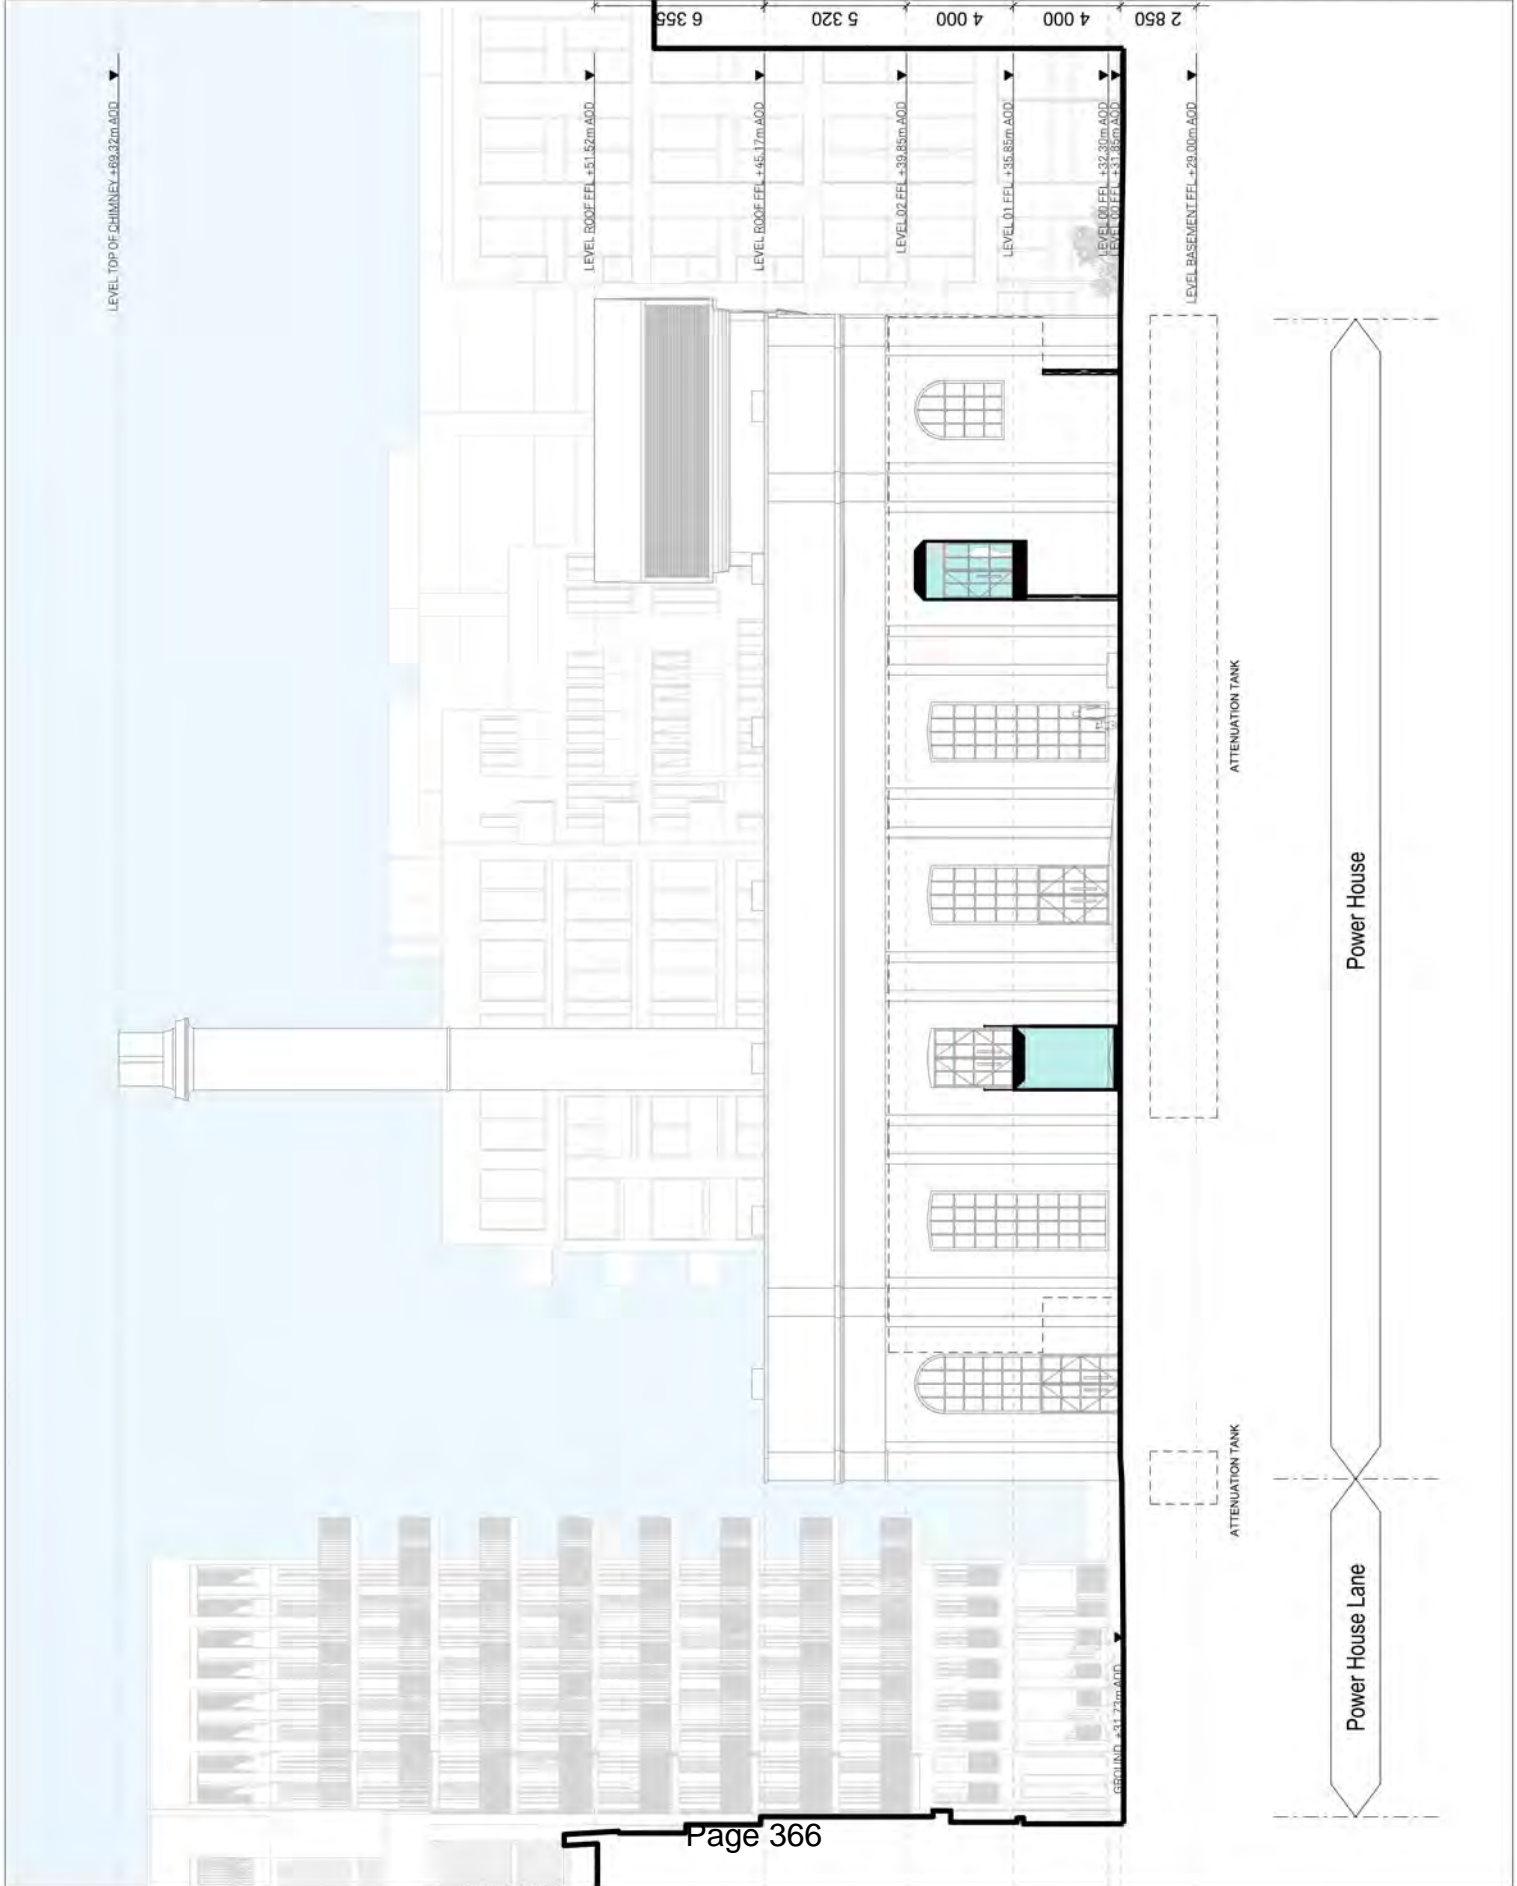 6 355
5 320
4 000
4 000
2 850
LEVEL TOP OF CHIMNEY +69.32m AOD
LEVEL ROOF FFL +51.52m AOD
LEVEL ROOF FFL +45.17m AOD
LEVEL 02 FFL +39.85m AOD
LEVEL 01 FFL +35.85m AOD
LEVEL 00 FFL +32.30m AOD
LEVEL 00 FFL +31.85m AOD
LEVEL BASEMENT FFL +29.00m AOD
ATTENUATION TANK
Power House
ATTENUATION TANK
Power House Lane
GROUND +31.73m AOD
Page 366